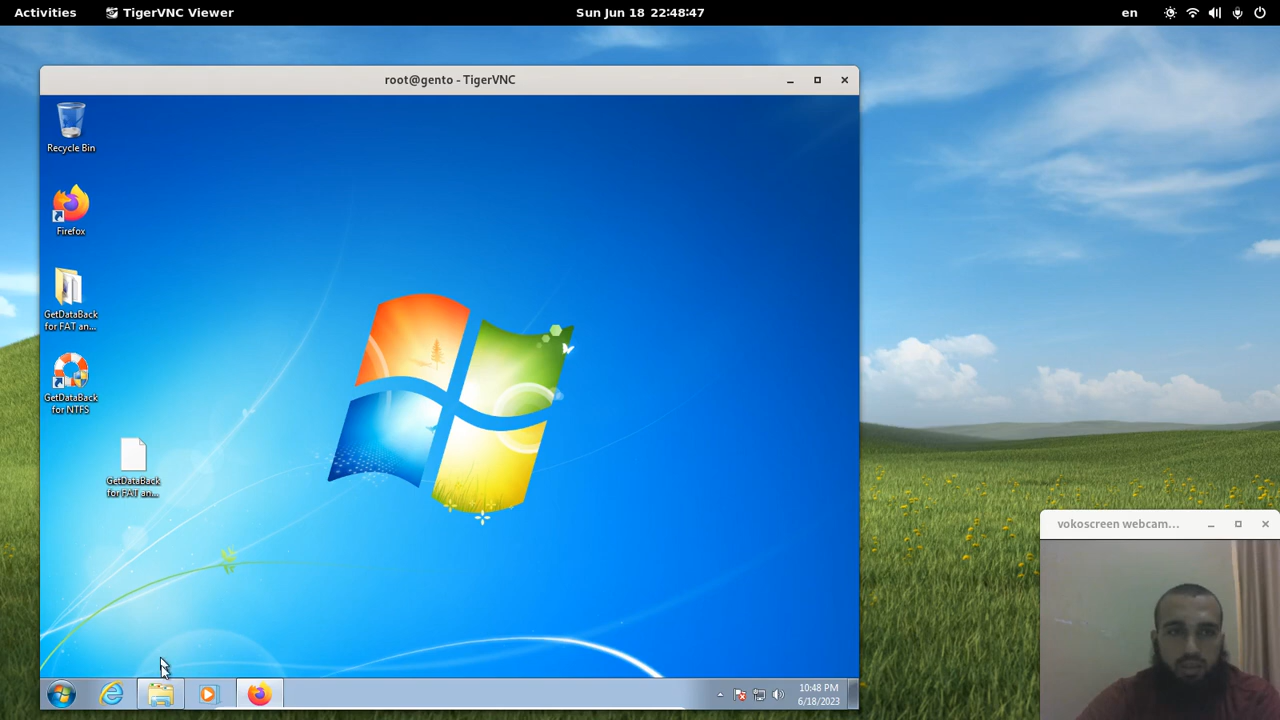 Activities
TigerVNC Viewer
Sun Jun 18 22:48:47
en
root@gento - TigerVNC
Recycle Bin
Firefox
GetDataBack
for FAT an...
GetDataBack
for NTFS
GetDataBack
for FAT an...
vokoscreen webcam...
10:48 PM
6/18/2023